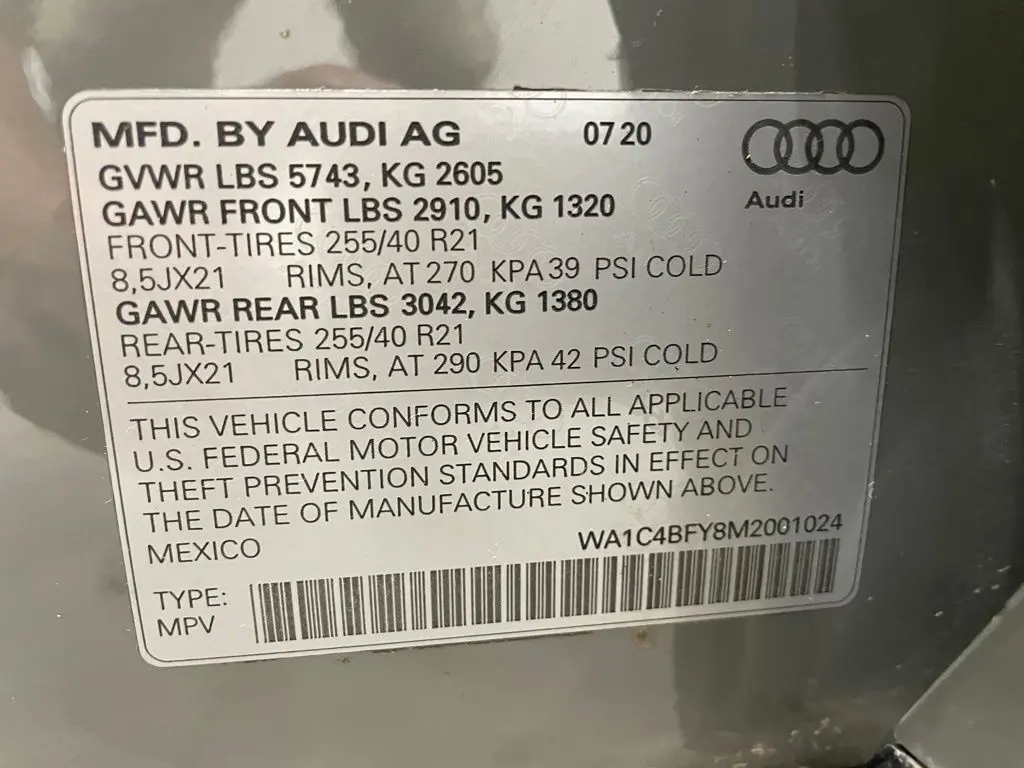 MFD. BY AUDI AG 07 20
Audi
GVWR LBS 5743, KG 2605
GAWR FRONT LBS 2910, KG 1320
FRONT-TIRES 255/40 R21
8,5JX21 RIMS, AT 270 KPA 39 PSI COLD
GAWR REAR LBS 3042, KG 1380
REAR-TIRES 255/40 R21
8,5JX21 RIMS, AT 290 KPA 42 PSI COLD
THIS VEHICLE CONFORMS TO ALL APPLICABLE
U.S. FEDERAL MOTOR VEHICLE SAFETY AND
THEFT PREVENTION STANDARDS IN EFFECT ON
THE DATE OF MANUFACTURE SHOWN ABOVE.
MEXICO WA1C4BFY8M2001024
TYPE:
MPV